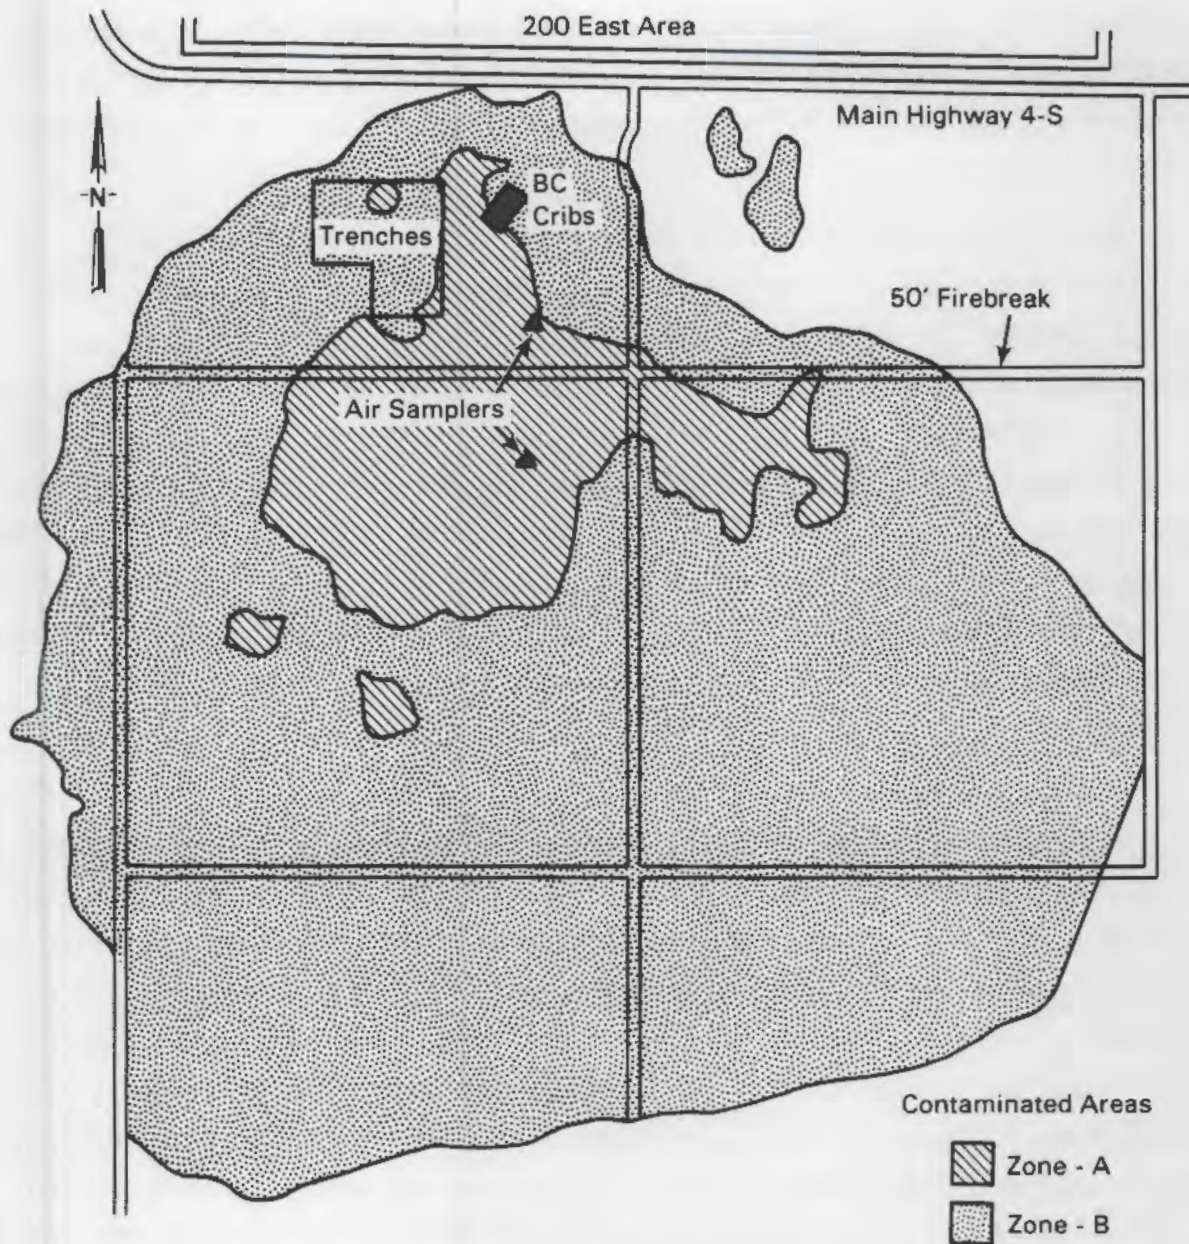 200 East Area
Main Highway 4-S
-N-
BC
Cribs
Trenches
50' Firebreak
Air Samplers
Contaminated Areas
Zone - A
Zone - B